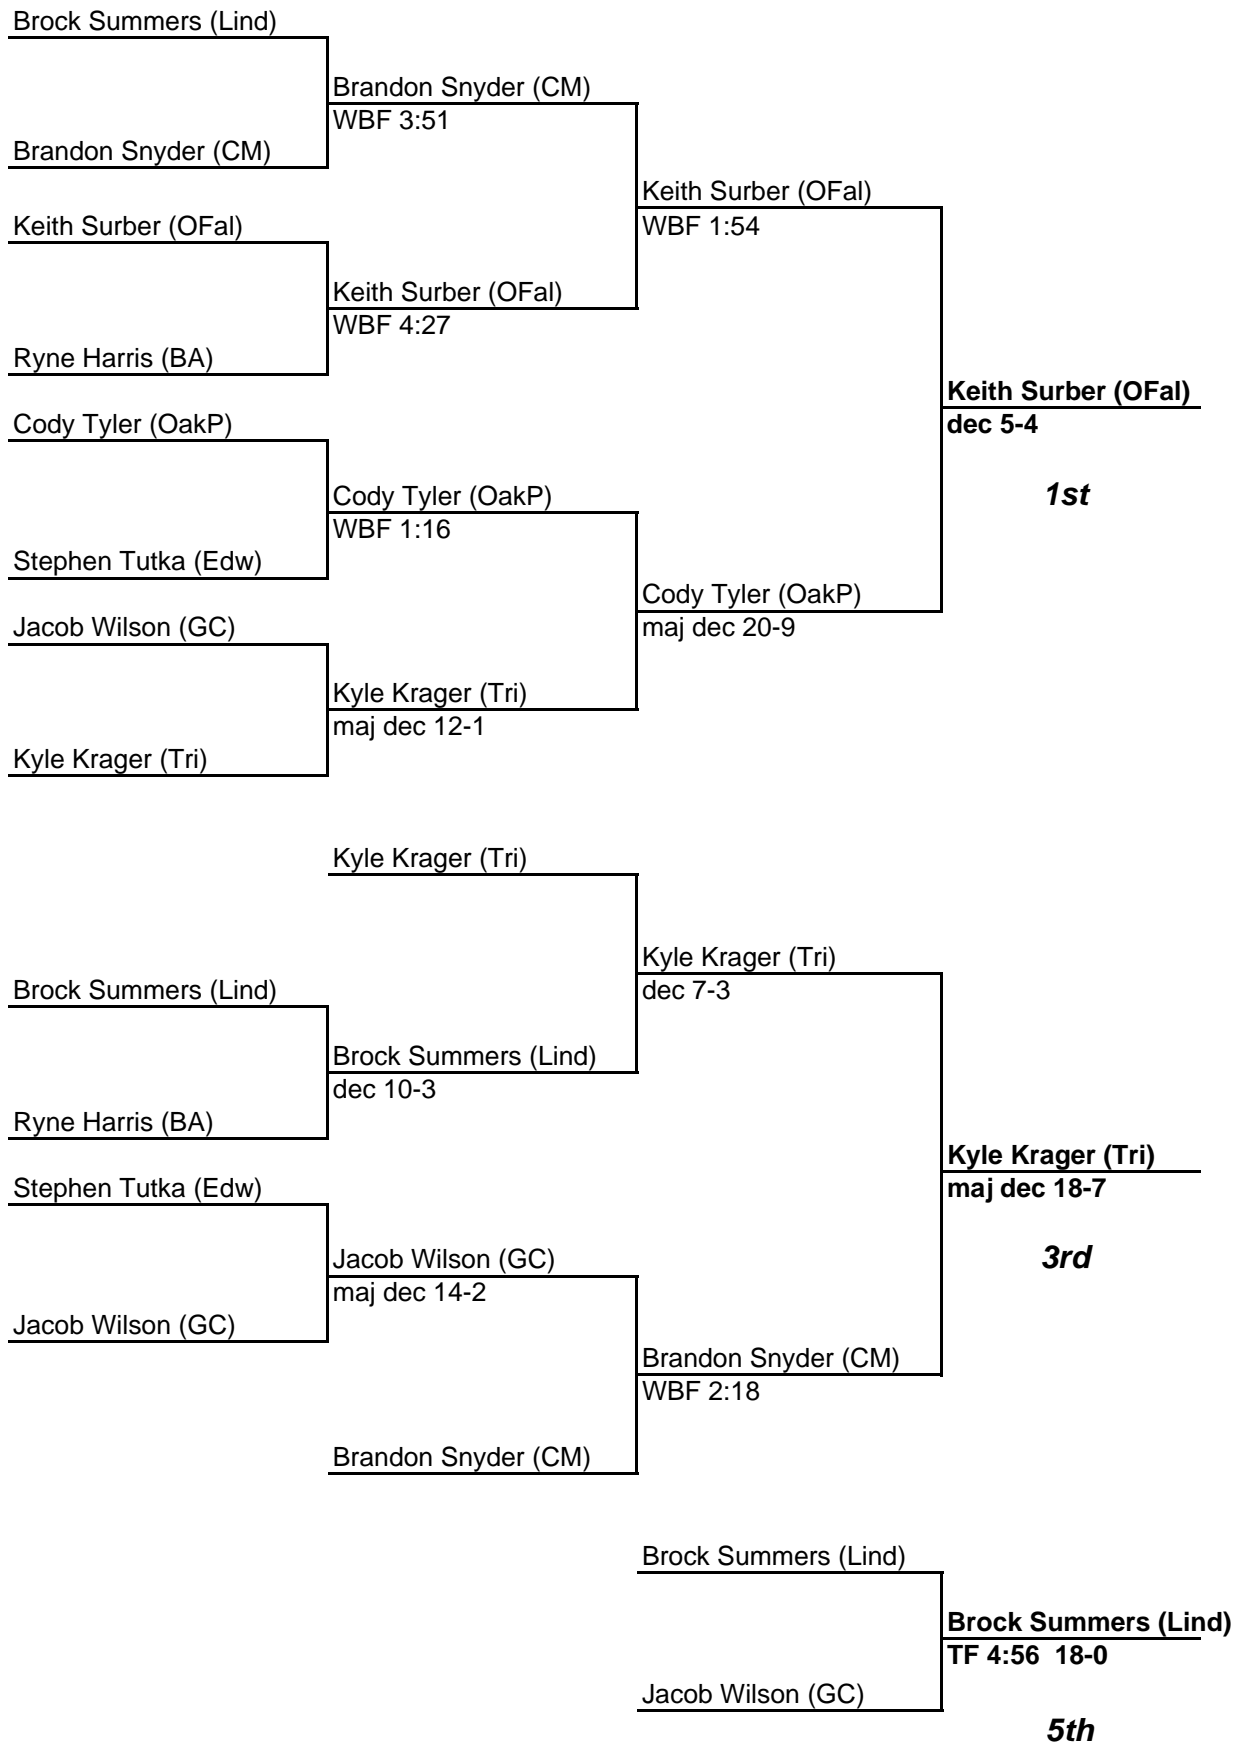 Brock Summers (Lind)
Brandon Snyder (CM)
WBF 3:51
Brandon Snyder (CM)
Keith Surber (OFal)
WBF 1:54
Keith Surber (OFal)
Keith Surber (OFal)
WBF 4:27
Ryne Harris (BA)
Keith Surber (OFal)
dec 5-4
1st
Cody Tyler (OakP)
Cody Tyler (OakP)
WBF 1:16
Stephen Tutka (Edw)
Cody Tyler (OakP)
maj dec 20-9
Jacob Wilson (GC)
Kyle Krager (Tri)
maj dec 12-1
Kyle Krager (Tri)
Kyle Krager (Tri)
Kyle Krager (Tri)
dec 7-3
Brock Summers (Lind)
Brock Summers (Lind)
dec 10-3
Ryne Harris (BA)
Kyle Krager (Tri)
maj dec 18-7
3rd
Stephen Tutka (Edw)
Jacob Wilson (GC)
maj dec 14-2
Jacob Wilson (GC)
Brandon Snyder (CM)
WBF 2:18
Brandon Snyder (CM)
Brock Summers (Lind)
Brock Summers (Lind)
TF 4:56  18-0
Jacob Wilson (GC)
5th